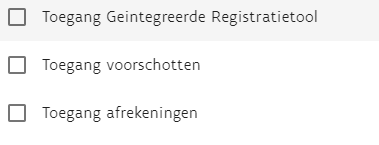 Toegang Geintegreerde Registratietool
Toegang voorschotten
Toegang afrekeningen